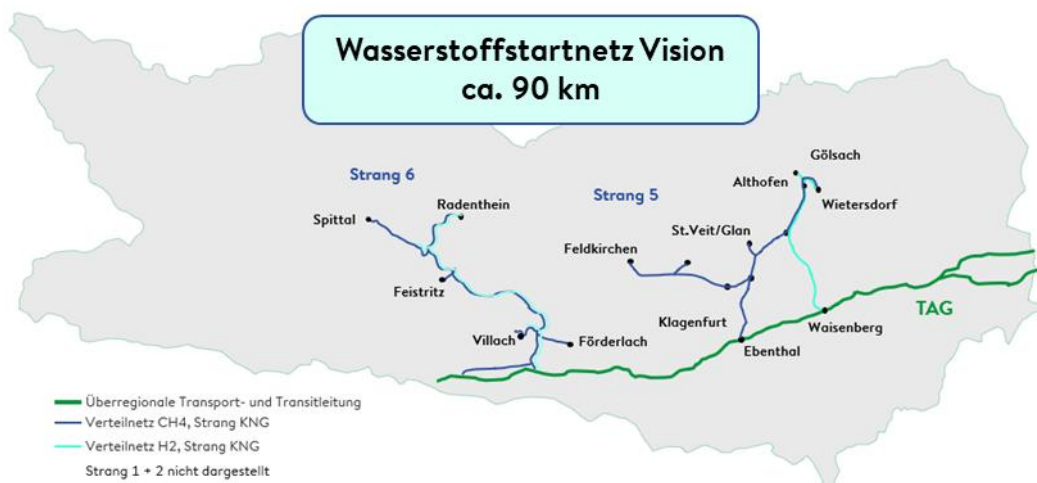 Wasserstoffstartnetz Vision
ca. 90 km
Gölsach
Strang 6
Althofen
Radenthein
Strang 5
Wietersdorf
Spittal
St.Veit/Glan
Feldkirchen
Feistritz
TAG
Klagenfurt
Waisenberg
Villach
Förderlach
Ebenthal
Überregionale Transport- und Transitleitung
Verteilnetz CH4, Strang KNG
Verteilnetz H2, Strang KNG
Strang 1 + 2 nicht dargestellt